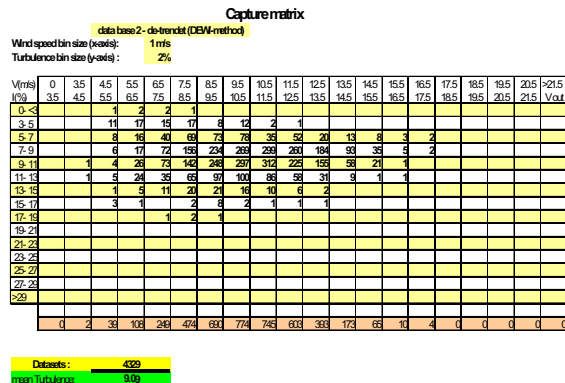 Capture matrix
data base 2 - de-trendet (DEWI-method)
Wind speed bin size (x-axis): 1 m/s
Turbulence bin size (y-axis) : 2%
V(m/s) 0 3.5 4.5 5.5 6.5 7.5 8.5 9.5 10.5 11.5 12.5 13.5 14.5 15.5 16.5 17.5 18.5 19.5 20.5 >21.5
I(%) 3.5 4.5 5.5 6.5 7.5 8.5 9.5 10.5 11.5 12.5 13.5 14.5 15.5 16.5 17.5 18.5 19.5 20.5 21.5 Vout
0- <3 1 2 2 1
3- 5 11 17 15 17 8 12 2 1
5- 7 8 16 40 69 73 78 35 52 20 13 8 3 2
7- 9 6 17 72 156 234 269 299 260 184 93 35 5 2
9- 11 1 4 26 73 142 248 297 312 225 155 58 21 1
11- 13 1 5 24 35 65 97 100 86 58 31 9 1 1
13- 15 1 5 11 20 21 16 10 6 2
15- 17 3 1 2 8 2 1 1 1
17- 19 1 2 1
19- 21
21- 23
23- 25
25- 27
27- 29
>29
0 2 39 108 249 474 690 774 745 603 393 173 65 10 4 0 0 0 0 0
Datasets : 4329
mean Turbulence: 9.09